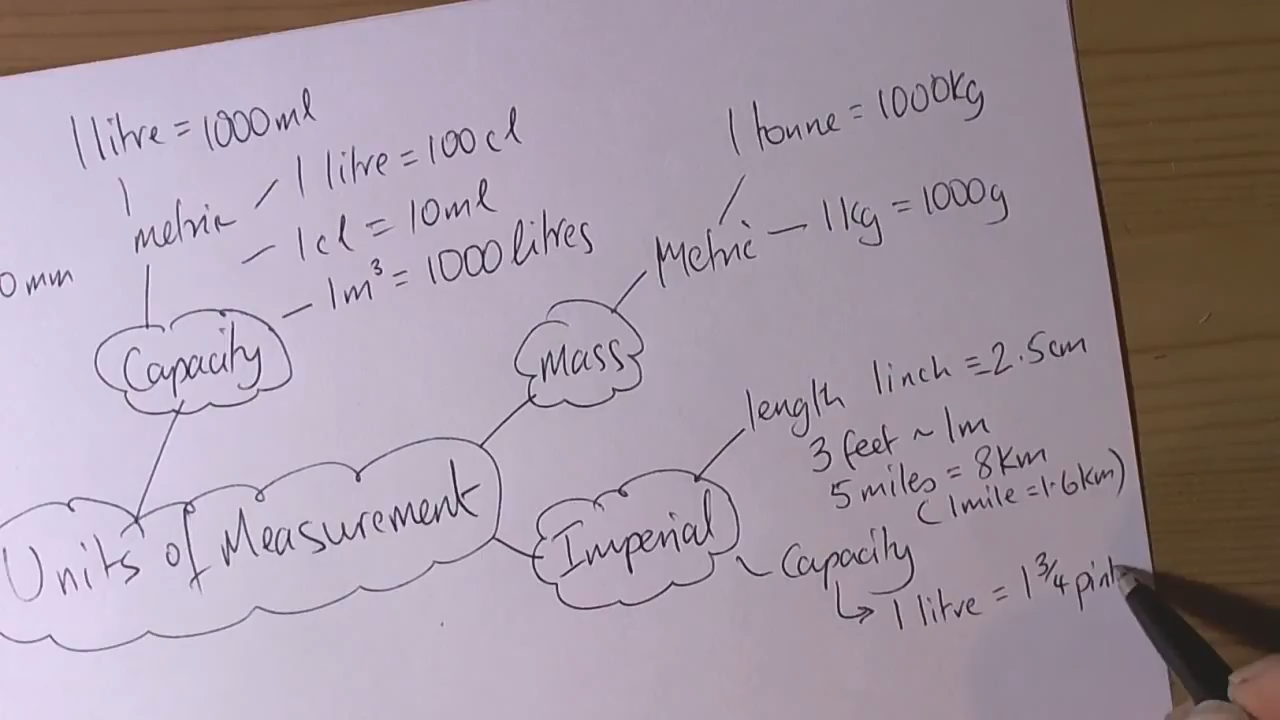 1 litre = 1000ml
metric
1 litre = 100cl
1cl = 10ml
1m³ = 1000 litres
0mm
Capacity
1 tonne = 1000kg
Metric
1kg = 1000g
Mass
Units of Measurement
Imperial
length 1inch = 2.5cm
3 feet ~ 1m
5 miles = 8km
(1mile = 1.6km)
Capacity
↳ 1 litre = 1 3/4 pint